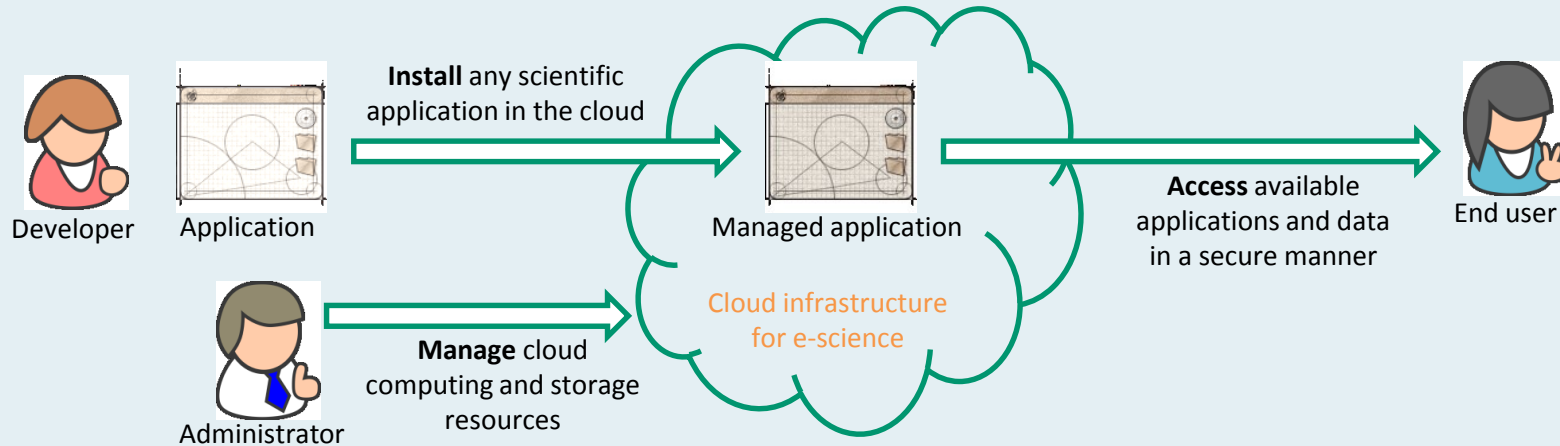 Install any scientific
application in the cloud
Developer
Application
Managed application
Access available
applications and data
in a secure manner
End user
Cloud infrastructure
for e-science
Manage cloud
computing and storage
resources
Administrator